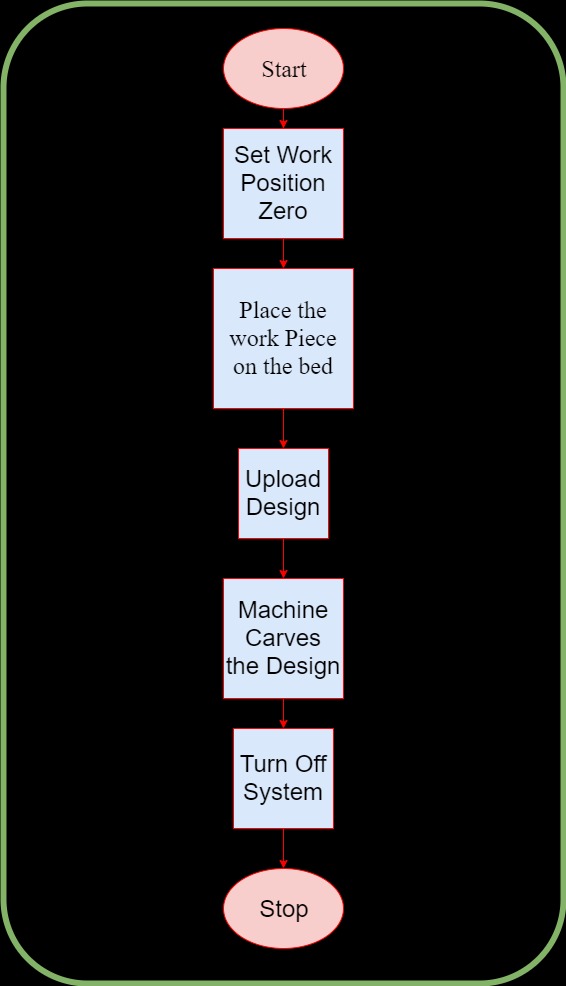 Start
Set Work
Position
Zero
Place the
work Piece
on the bed
Upload
Design
Machine
Carves
the Design
Turn Off
System
Stop